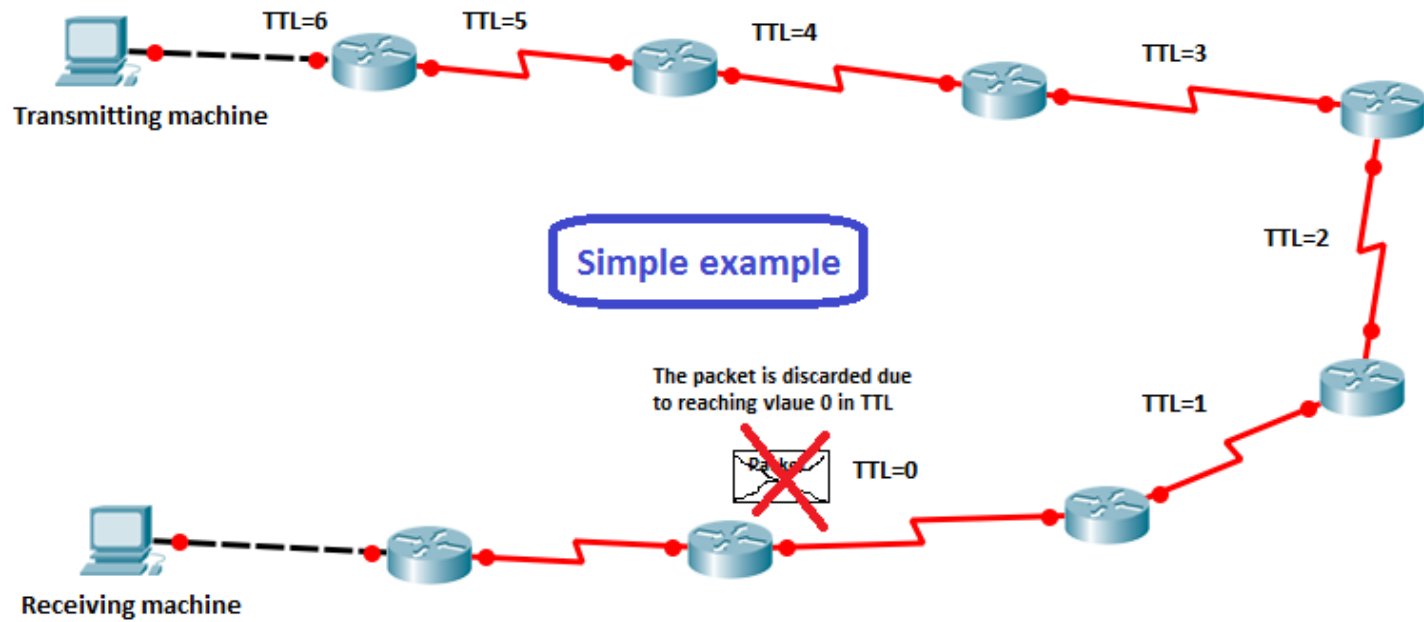 TTL=6
TTL=5
TTL=4
TTL=3
Transmitting machine
TTL=2
Simple example
The packet is discarded due
to reaching vlaue 0 in TTL
TTL=1
Packet
TTL=0
Receiving machine